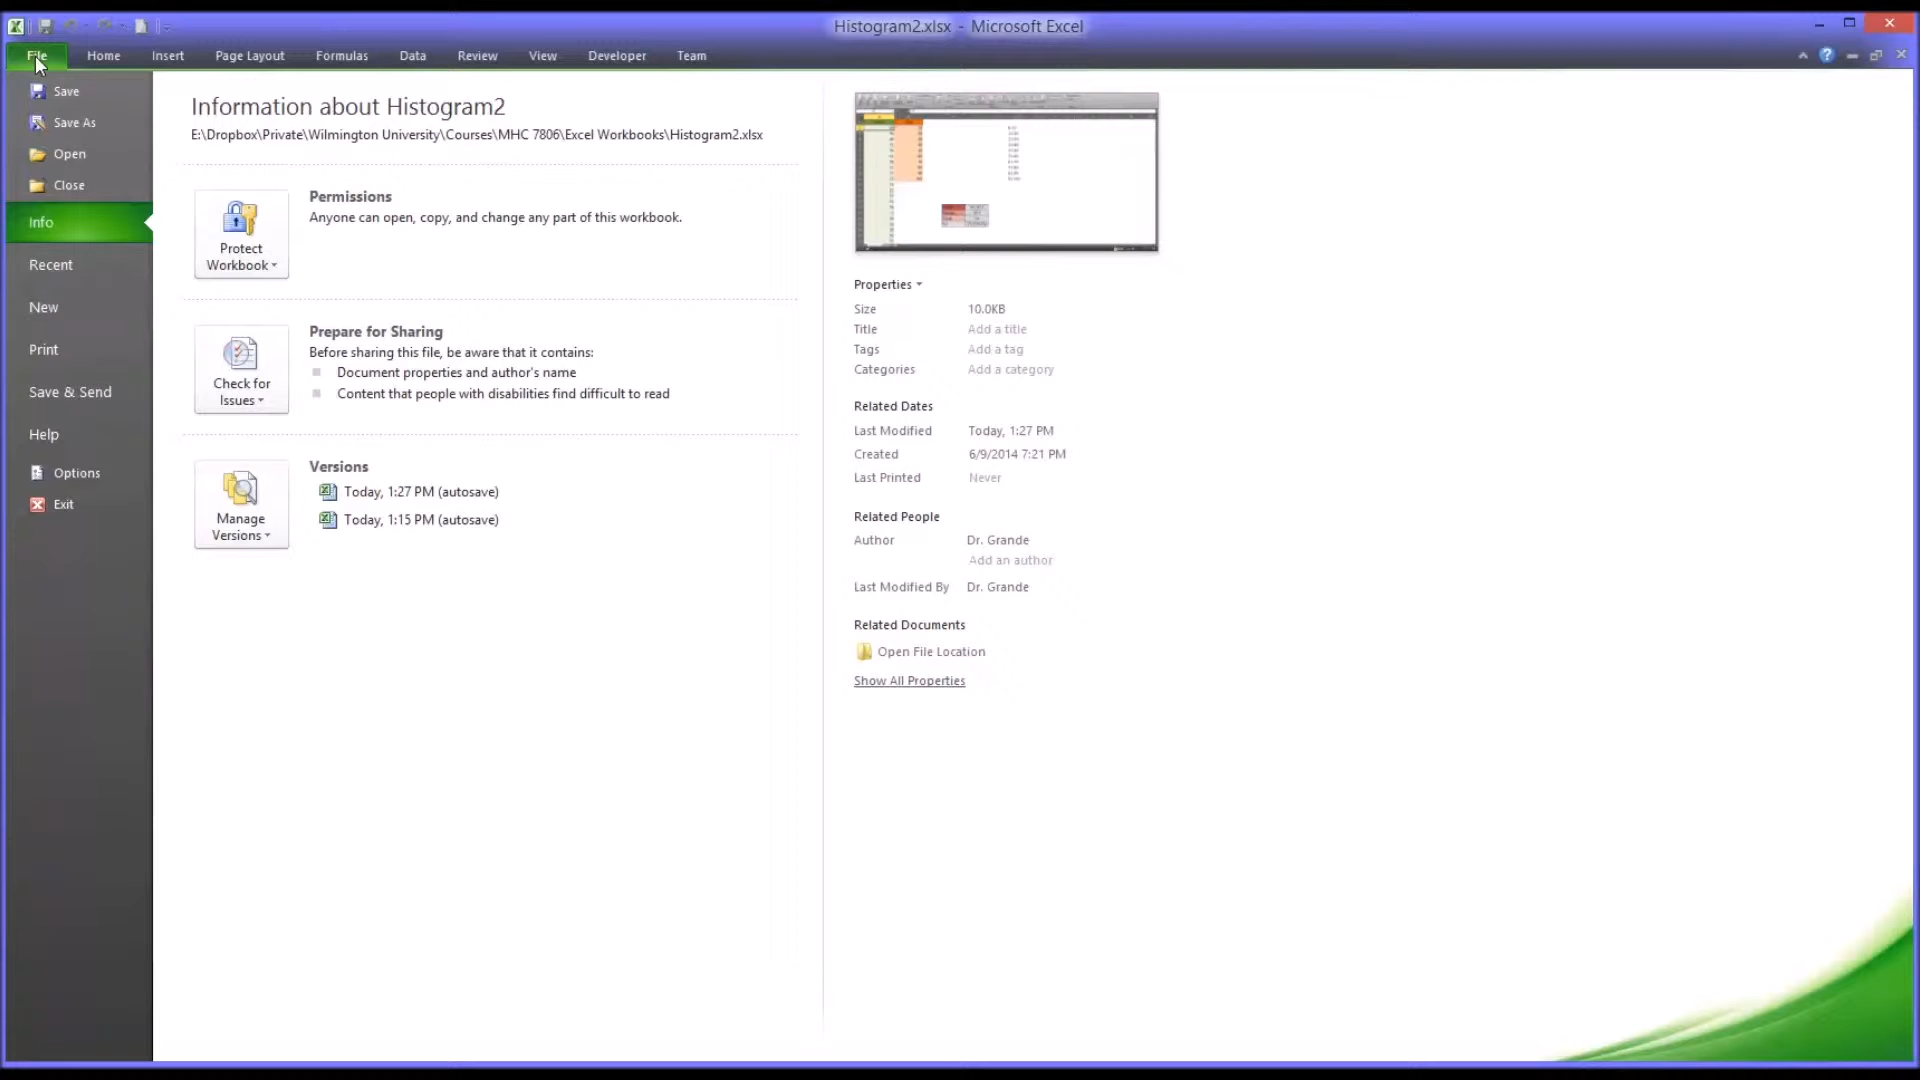 Histogram2.xlsx - Microsoft Excel
File Home Insert Page Layout Formulas Data Review View Developer Team
Save
Save As
Open
Close
Info
Recent
New
Print
Save & Send
Help
Options
Exit
Information about Histogram2
E:\Dropbox\Private\Wilmington University\Courses\MHC 7806\Excel Workbooks\Histogram2.xlsx
Protect
Workbook
Permissions
Anyone can open, copy, and change any part of this workbook.
Check for
Issues
Prepare for Sharing
Before sharing this file, be aware that it contains:
Document properties and author's name
Content that people with disabilities find difficult to read
Manage
Versions
Versions
Today, 1:27 PM (autosave)
Today, 1:15 PM (autosave)
Properties
Size 10.0KB
Title Add a title
Tags Add a tag
Categories Add a category
Related Dates
Last Modified Today, 1:27 PM
Created 6/9/2014 7:21 PM
Last Printed Never
Related People
Author Dr. Grande
Add an author
Last Modified By Dr. Grande
Related Documents
Open File Location
Show All Properties